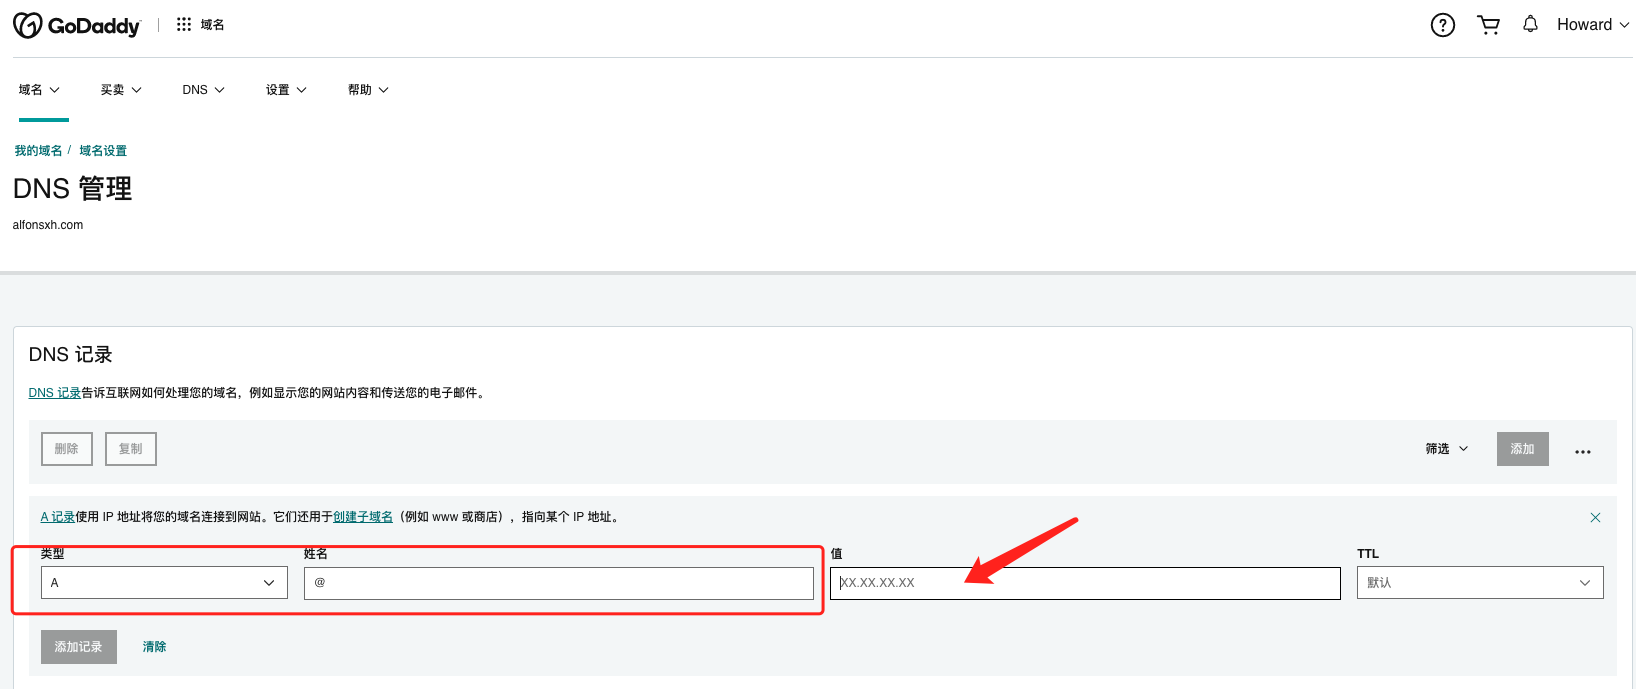 GoDaddy 域名 Howard
域名 买卖 DNS 设置 帮助
我的域名 / 域名设置
DNS 管理
alfonsxh.com
DNS 记录
DNS 记录告诉互联网如何处理您的域名，例如显示您的网站内容和传送您的电子邮件。
删除 复制 筛选 添加
A 记录使用 IP 地址将您的域名连接到网站。它们还用于创建子域名（例如 www 或商店），指向某个 IP 地址。
类型 姓名 值 TTL
A @ XX.XX.XX.XX 默认
添加记录 清除